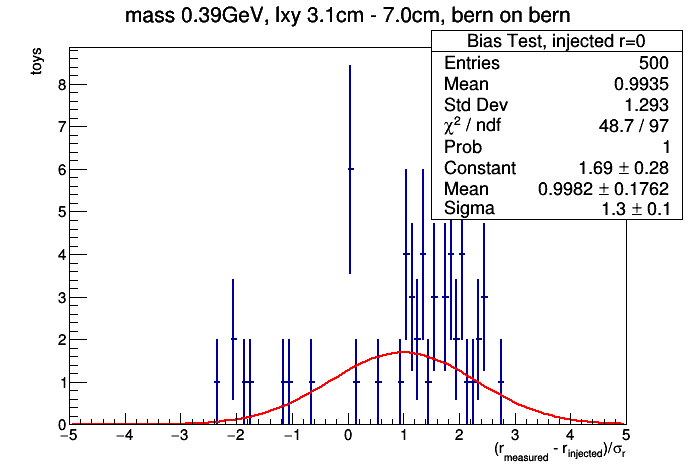 mass 0.39GeV, lxy 3.1cm - 7.0cm, bern on bern
Bias Test, injected r=0
Entries 500
Mean 0.9935
Std Dev 1.293
χ² / ndf 48.7 / 97
Prob 1
Constant 1.69 ± 0.28
Mean 0.9982 ± 0.1762
Sigma 1.3 ± 0.1
toys
8
7
6
5
4
3
2
1
0
−5 −4 −3 −2 −1 0 1 2 3 4 5
(r_measured - r_injected)/σ_r